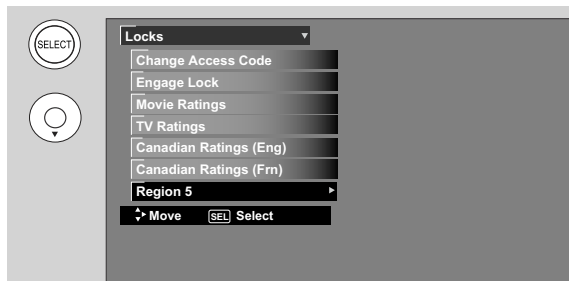 SELECT
Locks
Change Access Code
Engage Lock
Movie Ratings
TV Ratings
Canadian Ratings (Eng)
Canadian Ratings (Frn)
Region 5
Move SEL Select